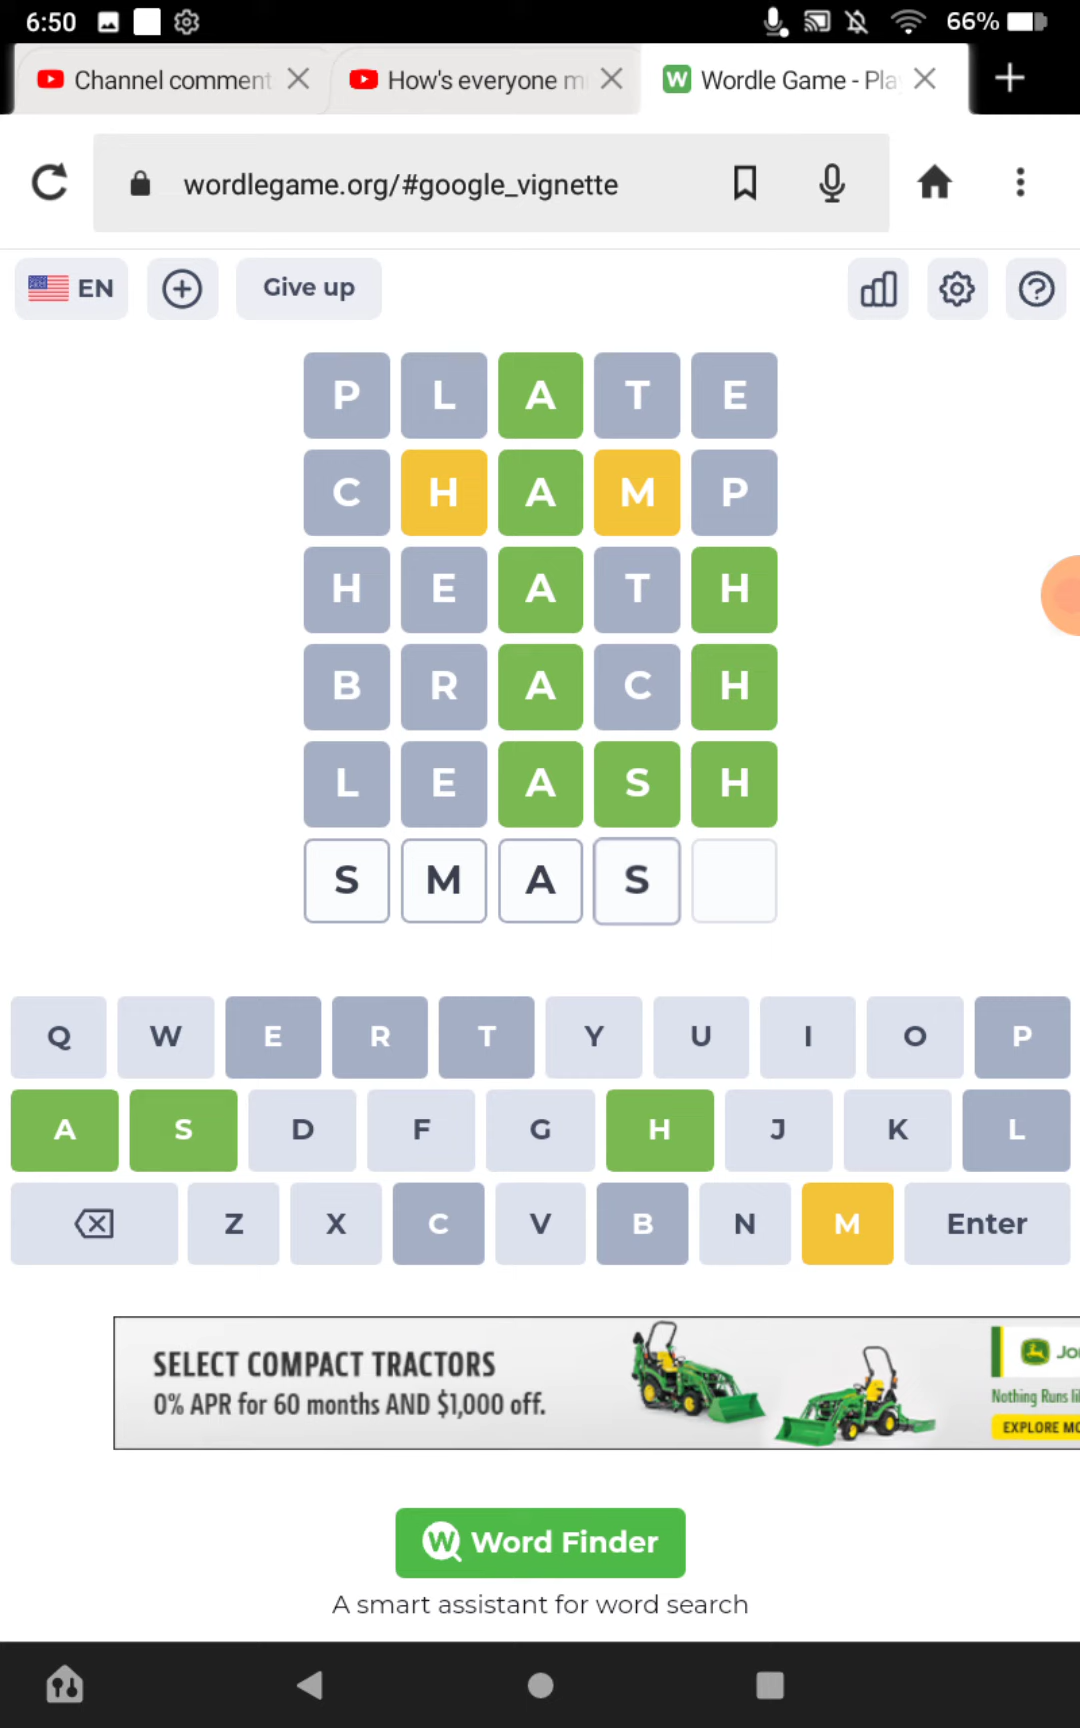 6:50 66%
Channel comment How's everyone m Wordle Game - Pla
wordlegame.org/#google_vignette
EN Give up
P L A T E
C H A M P
H E A T H
B R A C H
L E A S H
S M A S
Q W E R T Y U I O P
A S D F G H J K L
Z X C V B N M Enter
SELECT COMPACT TRACTORS
0% APR for 60 months AND $1,000 off.
Jo
Nothing Runs li
EXPLORE MO
W Word Finder
A smart assistant for word search